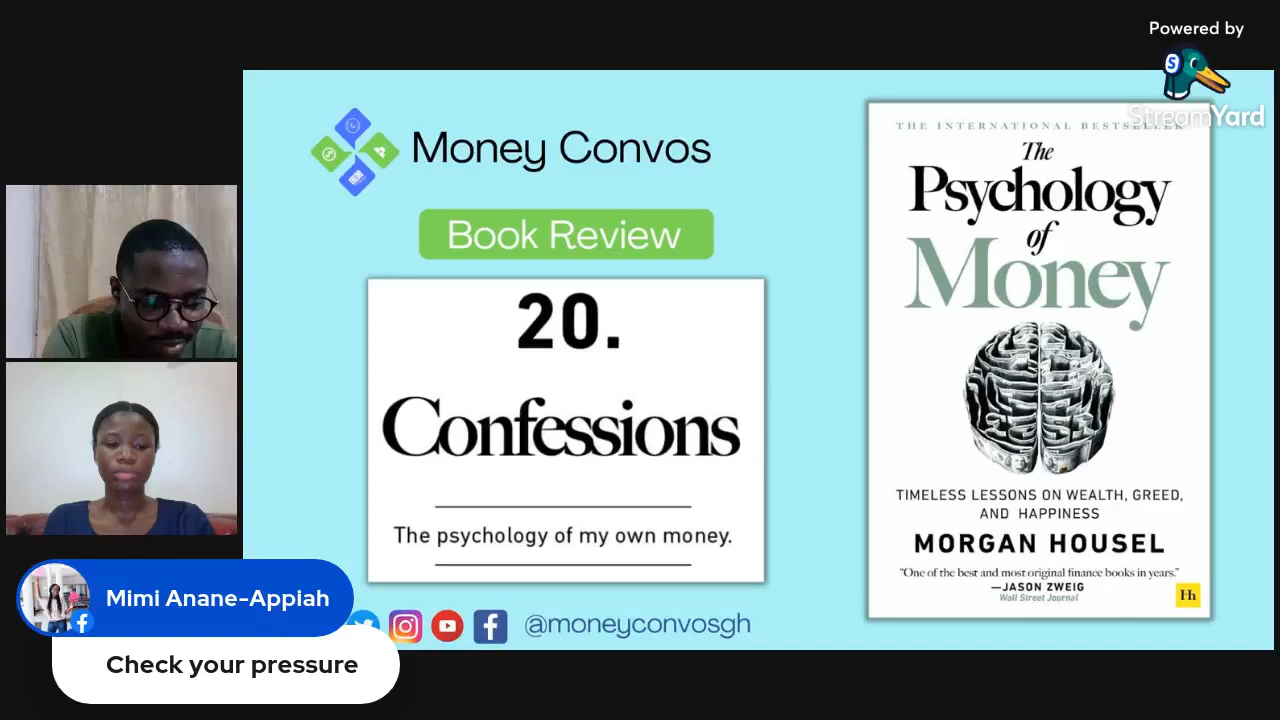 Powered by
StreamYard
Money Convos
Book Review
20.
Confessions
The psychology of my own money.
@moneyconvosgh
THE INTERNATIONAL BESTSELLER
The
Psychology
of
Money
TIMELESS LESSONS ON WEALTH, GREED,
AND HAPPINESS
MORGAN HOUSEL
"One of the best and most original finance books in years."
—JASON ZWEIG
Wall Street Journal
Hh
Mimi Anane-Appiah
Check your pressure